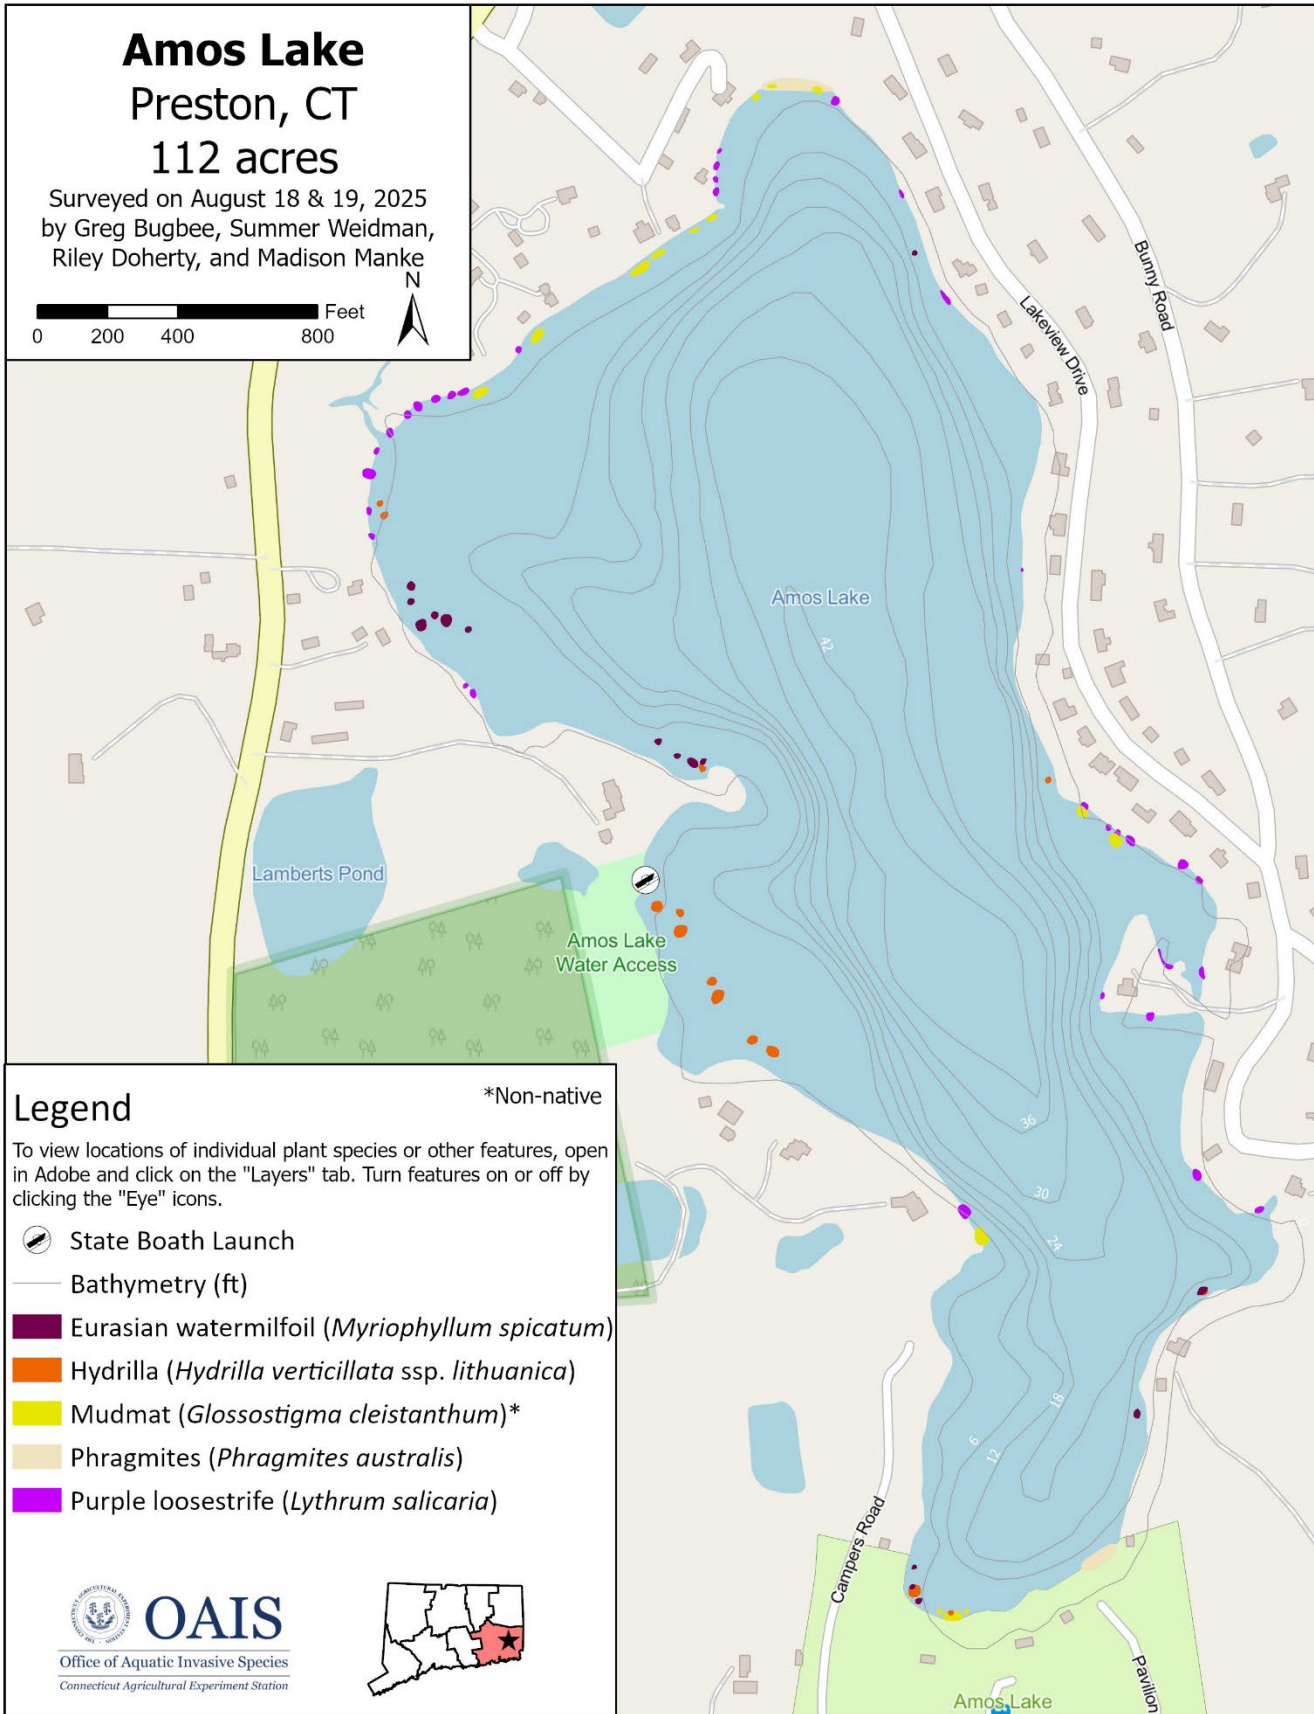 Amos Lake
Preston, CT
112 acres
Surveyed on August 18 & 19, 2025
by Greg Bugbee, Summer Weidman,
Riley Doherty, and Madison Manke
N
Feet
0 200 400 800
Bunny Road
Lakeview Drive
Amos Lake
42
Lamberts Pond
Amos Lake
Water Access
36
30
24
18
6
12
Campers Road
Pavilion
Amos Lake
Legend
*Non-native
To view locations of individual plant species or other features, open
in Adobe and click on the "Layers" tab. Turn features on or off by
clicking the "Eye" icons.
State Boath Launch
Bathymetry (ft)
Eurasian watermilfoil (Myriophyllum spicatum)
Hydrilla (Hydrilla verticillata ssp. lithuanica)
Mudmat (Glossostigma cleistanthum)*
Phragmites (Phragmites australis)
Purple loosestrife (Lythrum salicaria)
OAIS
Office of Aquatic Invasive Species
Connecticut Agricultural Experiment Station